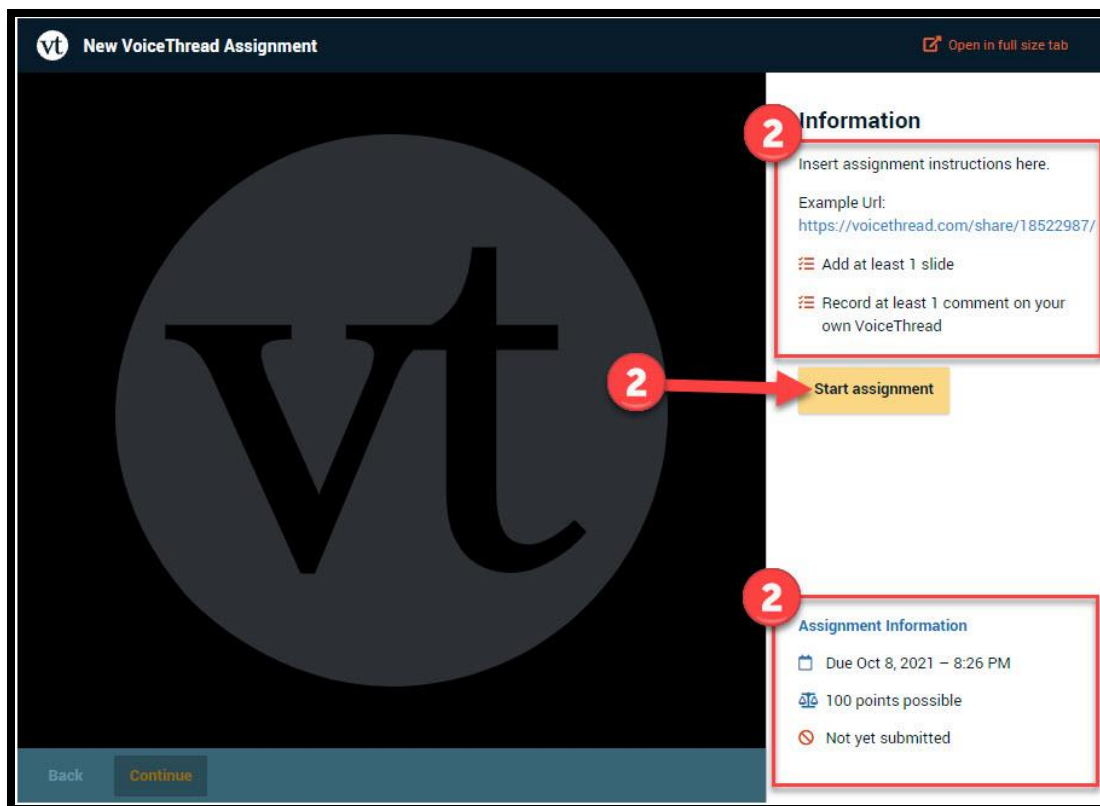 vt New VoiceThread Assignment
Open in full size tab
vt
2
Information
Insert assignment instructions here.
Example Url:
https://voicethread.com/share/18522987/
Add at least 1 slide
Record at least 1 comment on your
own VoiceThread
2
Start assignment
2
Assignment Information
Due Oct 8, 2021 – 8:26 PM
100 points possible
Not yet submitted
Back
Continue